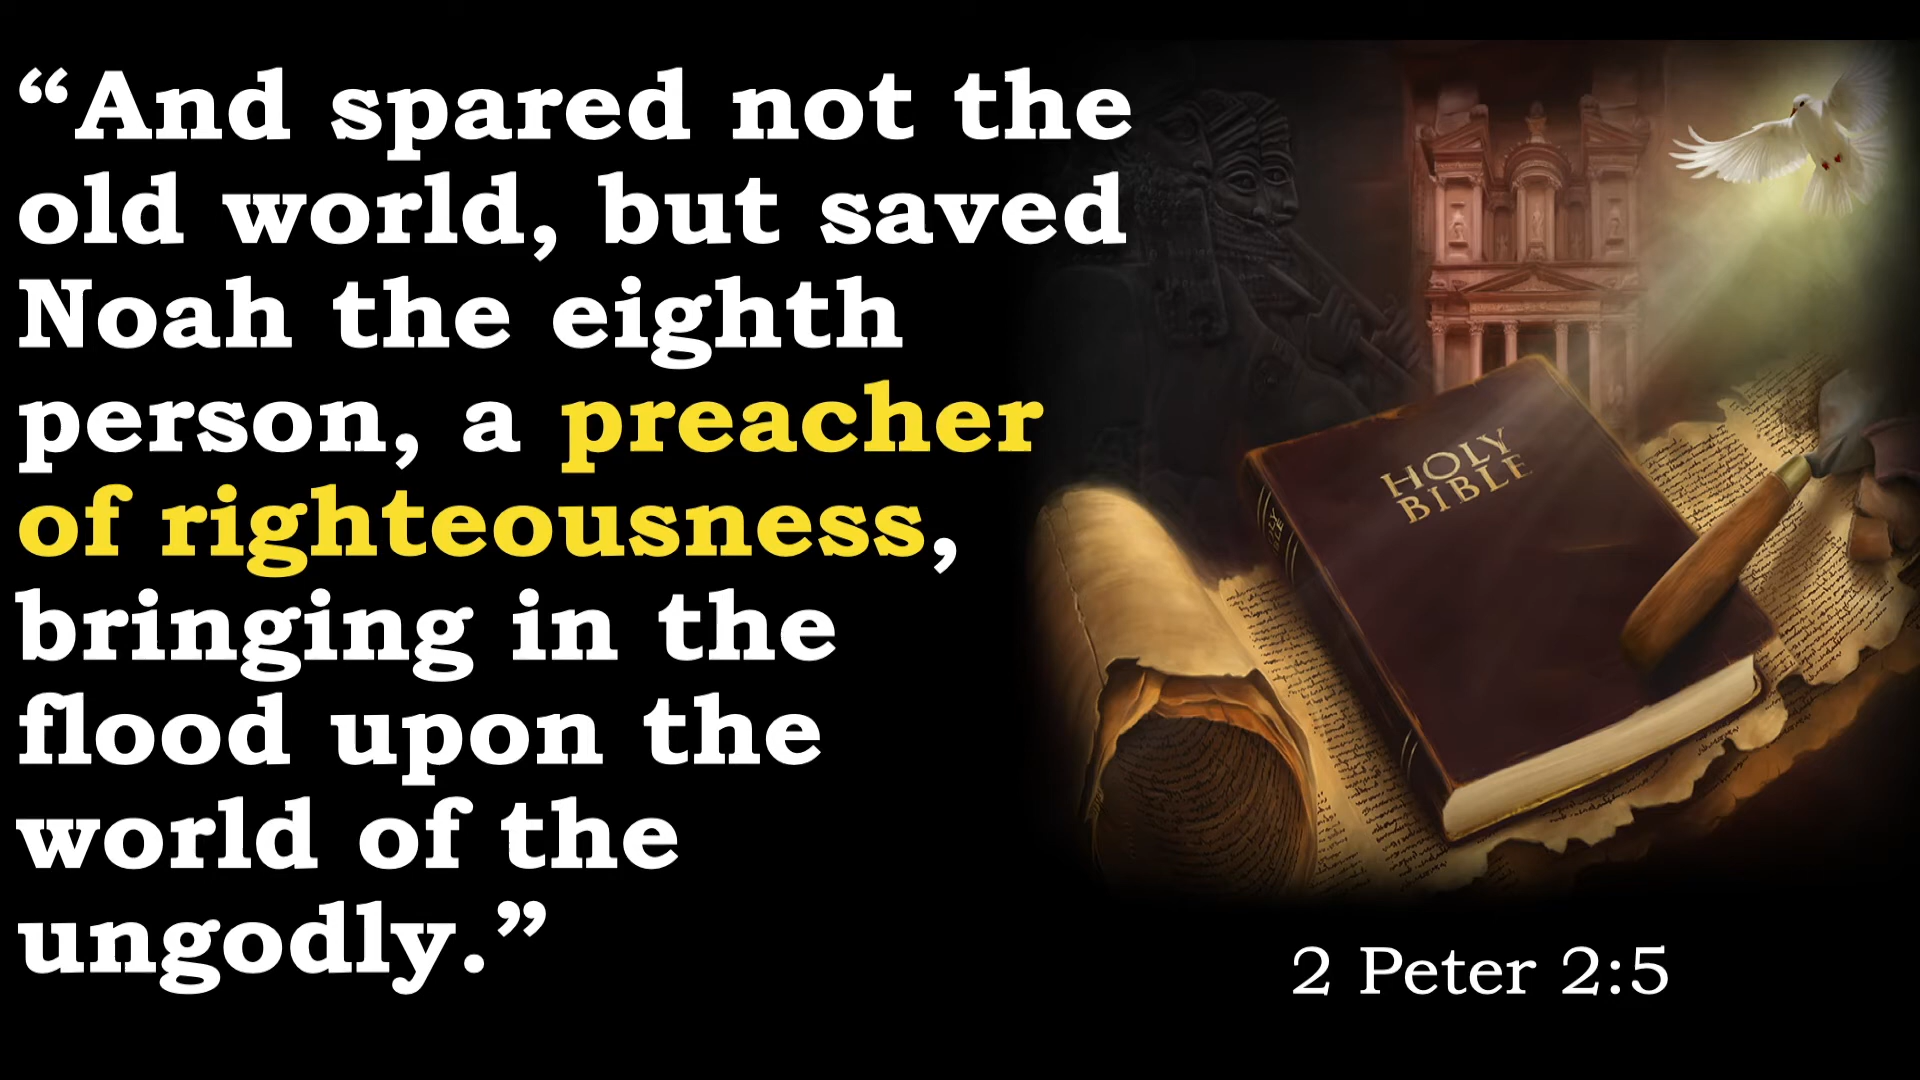 “And spared not the
old world, but saved
Noah the eighth
person, a preacher
of righteousness,
bringing in the
flood upon the
world of the
ungodly.”
HOLY
BIBLE
2 Peter 2:5